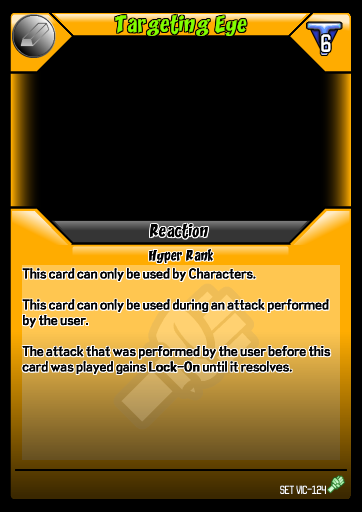 Targeting Eye
6
Reaction
Hyper Rank
This card can only be used by Characters.
This card can only be used during an attack performed
by the user.
The attack that was performed by the user before this
card was played gains Lock-On until it resolves.
SET VIC-124